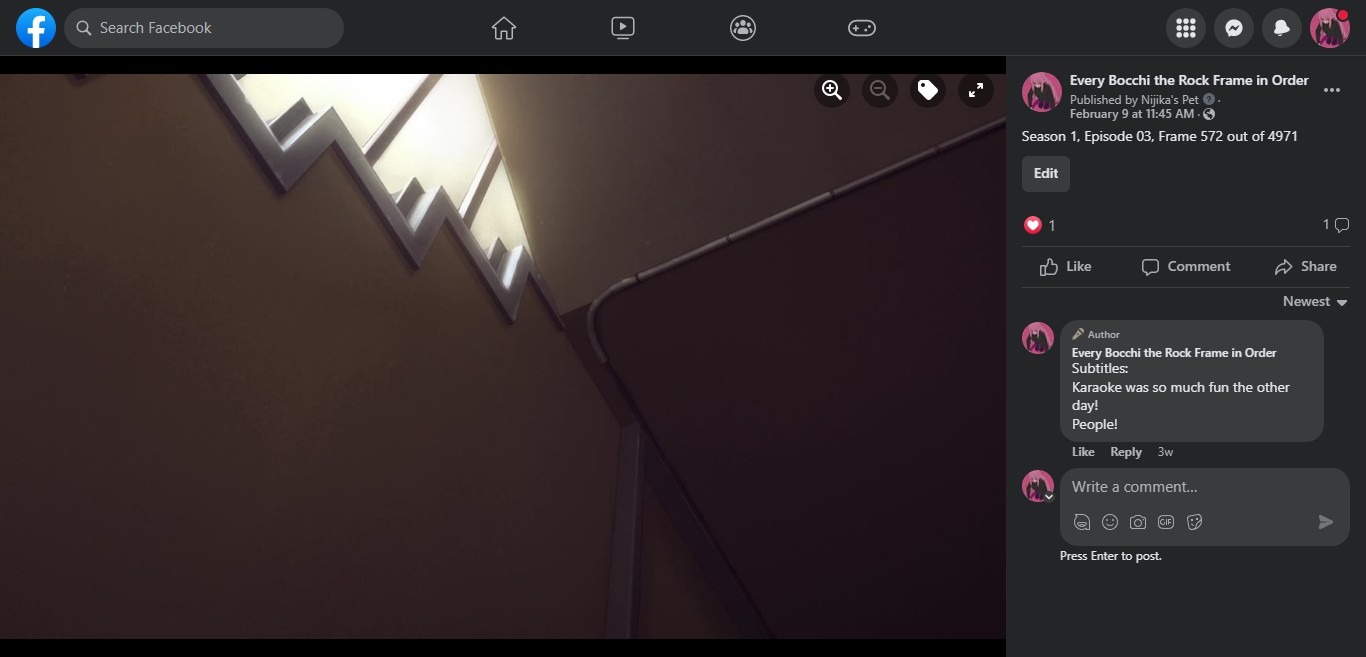 Search Facebook
Every Bocchi the Rock Frame in Order
Published by Nijika's Pet ·
February 9 at 11:45 AM ·
Season 1, Episode 03, Frame 572 out of 4971
Edit
1
1
Like
Comment
Share
Newest
Author
Every Bocchi the Rock Frame in Order
Subtitles:
Karaoke was so much fun the other
day!
People!
Like Reply 3w
Write a comment...
GIF
Press Enter to post.